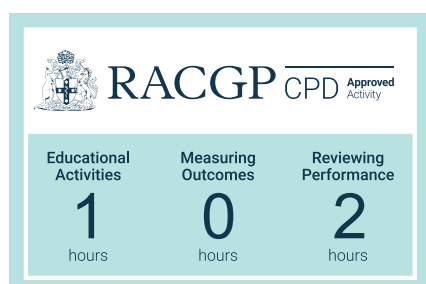 RACGP CPD Approved
Activity
Educational
Activities
1
hours
Measuring
Outcomes
0
hours
Reviewing
Performance
2
hours